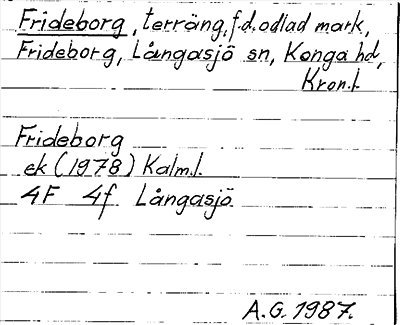 Frideborg, terräng, f.d. odlad mark,
Frideborg, Långasjö sn, Konga hd,
Kron.l.
Frideborg
ek (1978) Kalm.l.
4F 4f Långasjö
A.G. 1987.